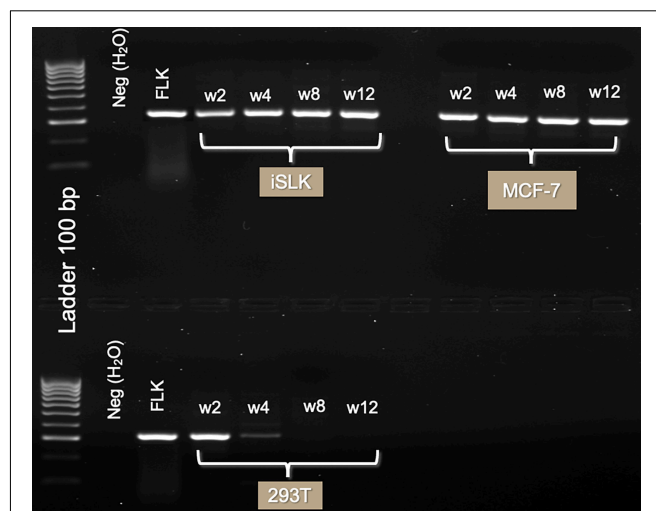 Ladder 100 bp
Neg (H₂O)
FLK
w2 w4 w8 w12
iSLK
w2 w4 w8 w12
MCF-7
Neg (H₂O)
FLK
w2 w4 w8 w12
293T